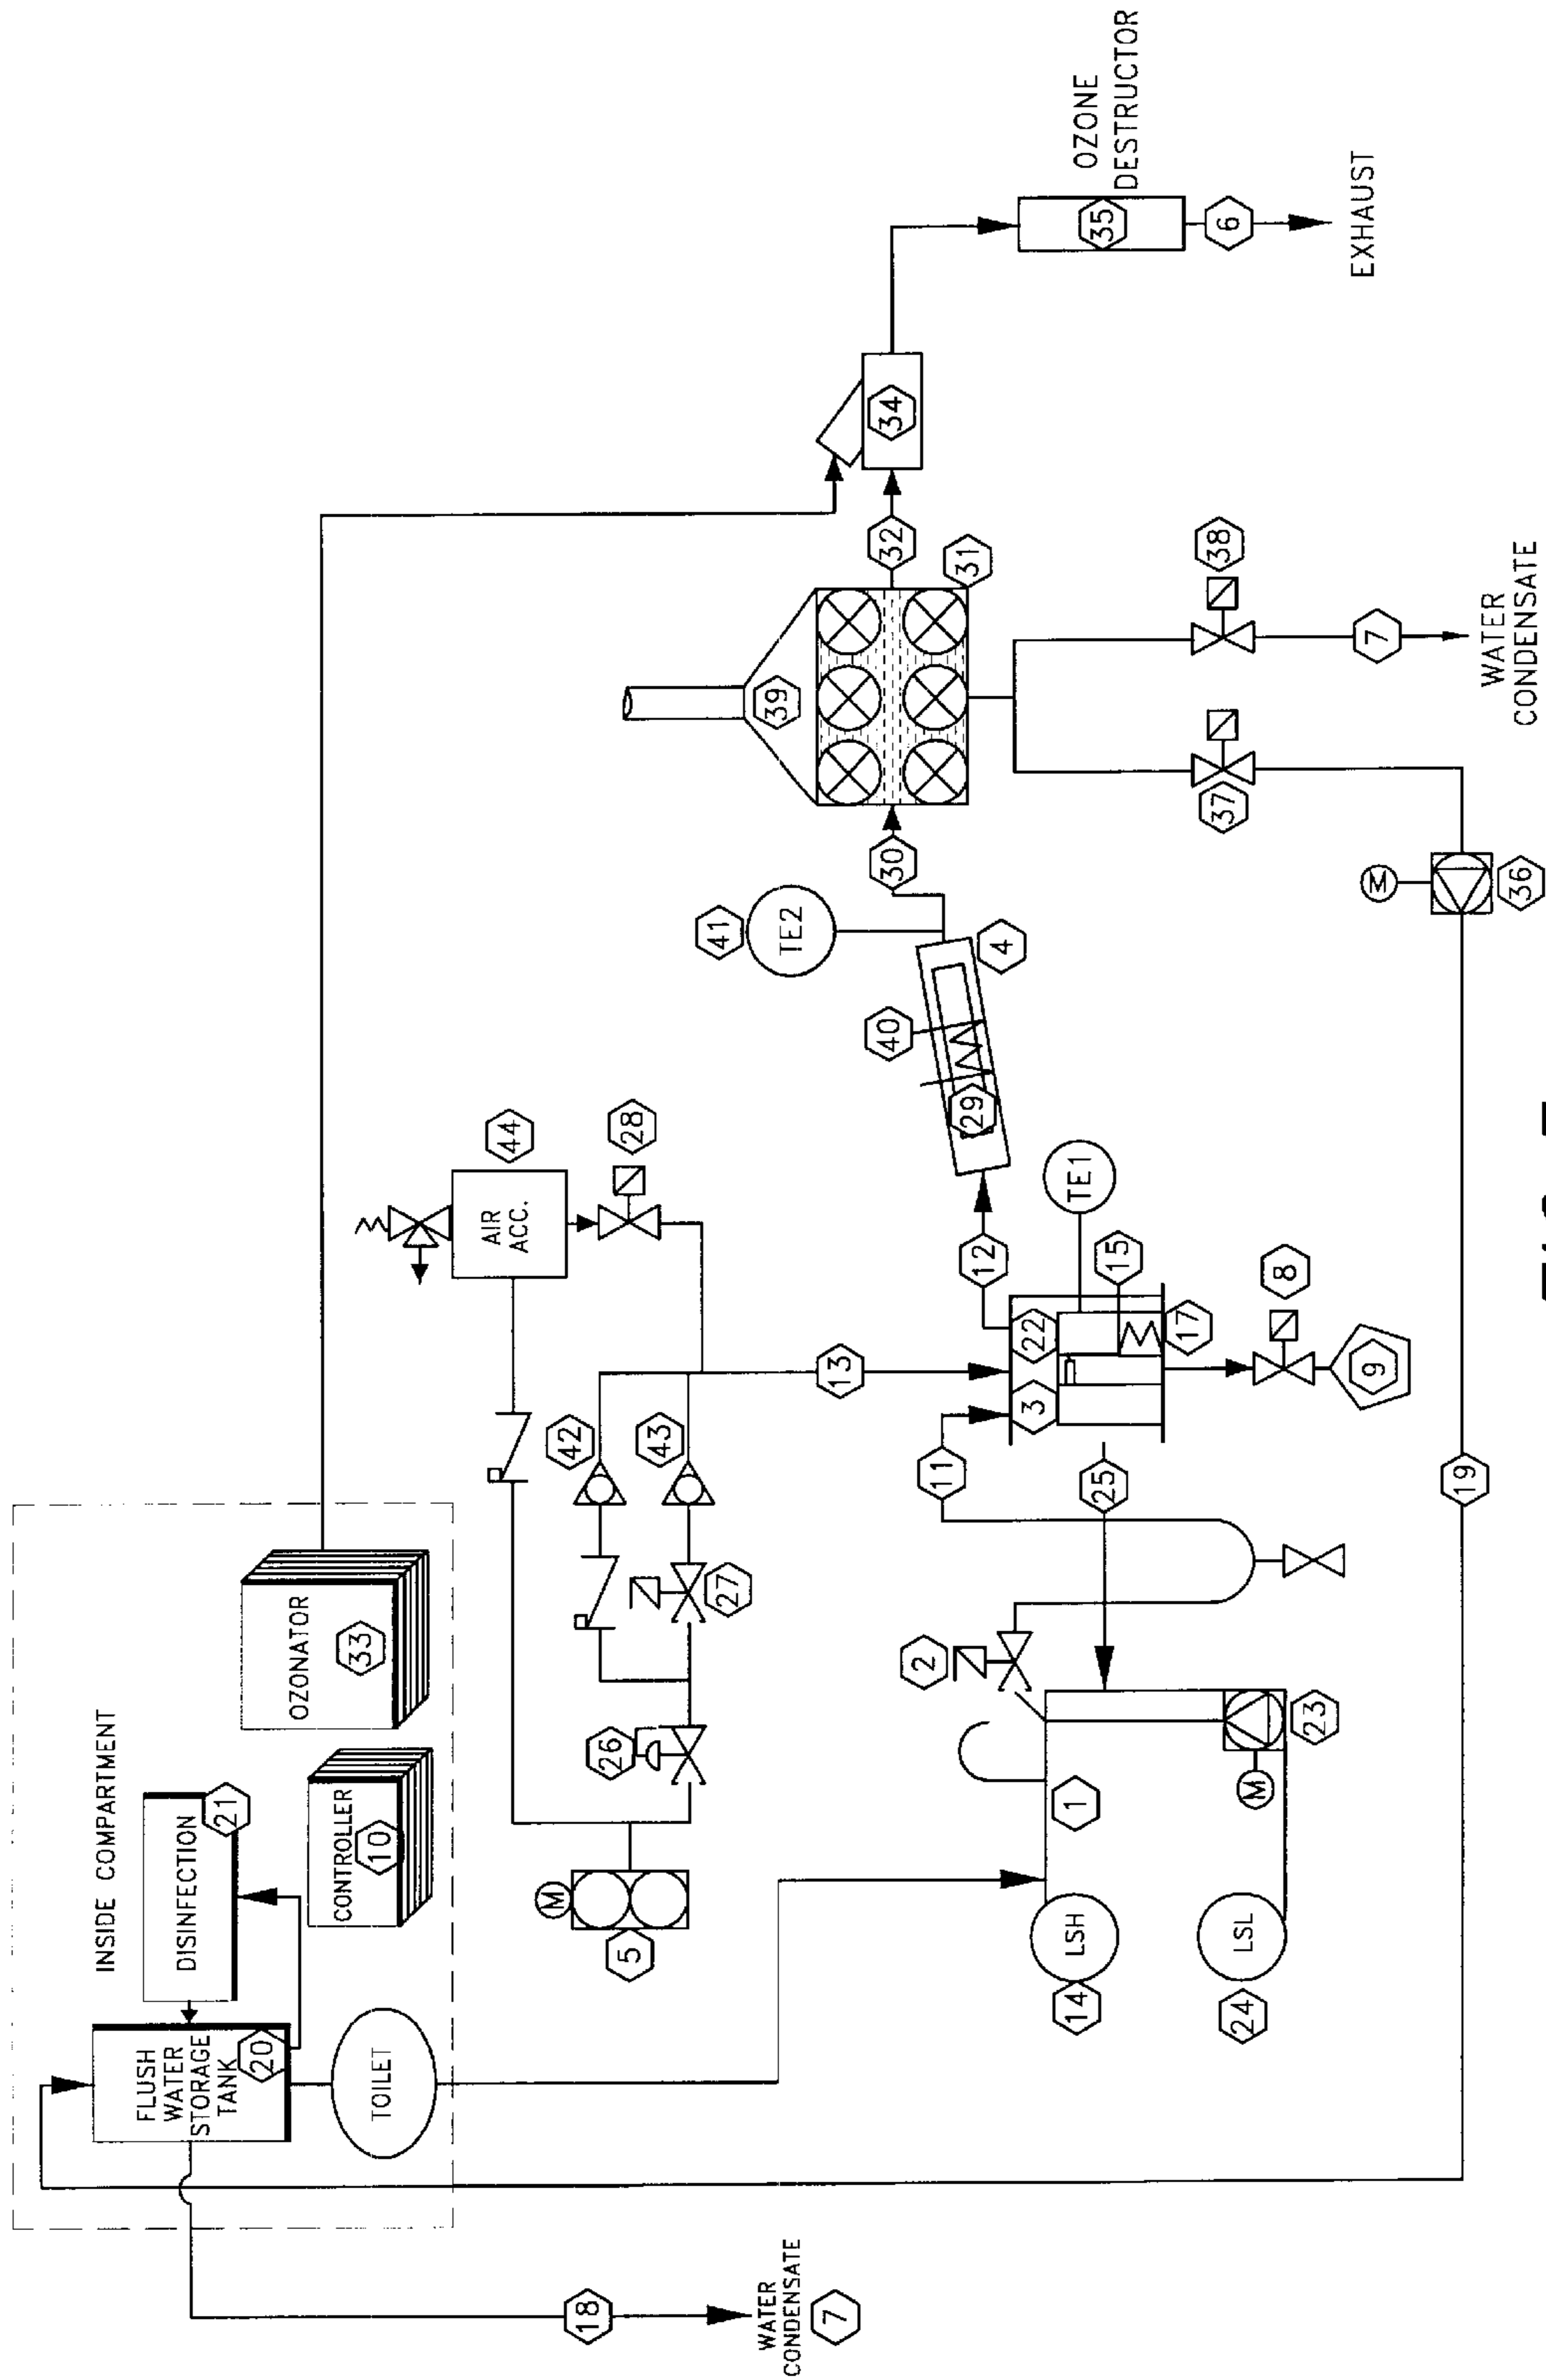 INSIDE COMPARTMENT
FLUSH
WATER
STORAGE
TANK
20
DISINFECTION
21
CONTROLLER
10
OZONATOR
33
TOILET
18
WATER
CONDENSATE
7
M
5
26
27
42
43
AIR
ACC.
44
28
13
14
LSH
24
LSL
1
M
23
2
25
11
3
22
15
17
TE1
12
8
9
29
40
4
41
TE2
30
39
31
32
34
OZONE
DESTRUCTOR
35
6
EXHAUST
37
38
7
WATER
CONDENSATE
M
36
19